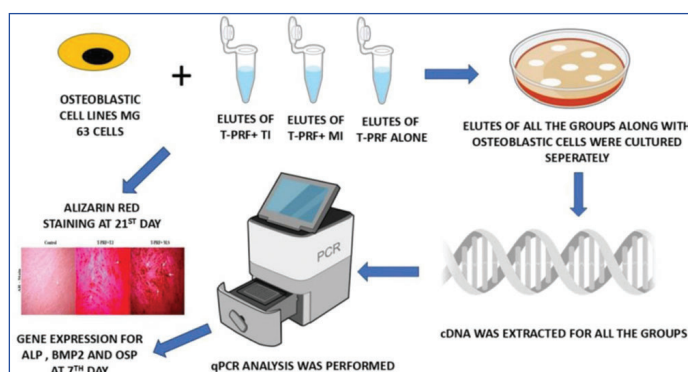 OSTEOBLASTIC
CELL LINES MG
63 CELLS
+
ELUTES OF
T-PRF+ TI
ELUTES OF
T-PRF+ MI
ELUTES OF
T-PRF ALONE
ELUTES OF ALL THE GROUPS ALONG WITH
OSTEOBLASTIC CELLS WERE CULTURED
SEPERATELY
ALIZARIN RED
STAINING AT 21ST DAY
Control
PCR
cDNA WAS EXTRACTED FOR ALL THE GROUPS
GENE EXPRESSION FOR
ALP , BMP2 AND OSP
AT 7TH DAY
qPCR ANALYSIS WAS PERFORMED